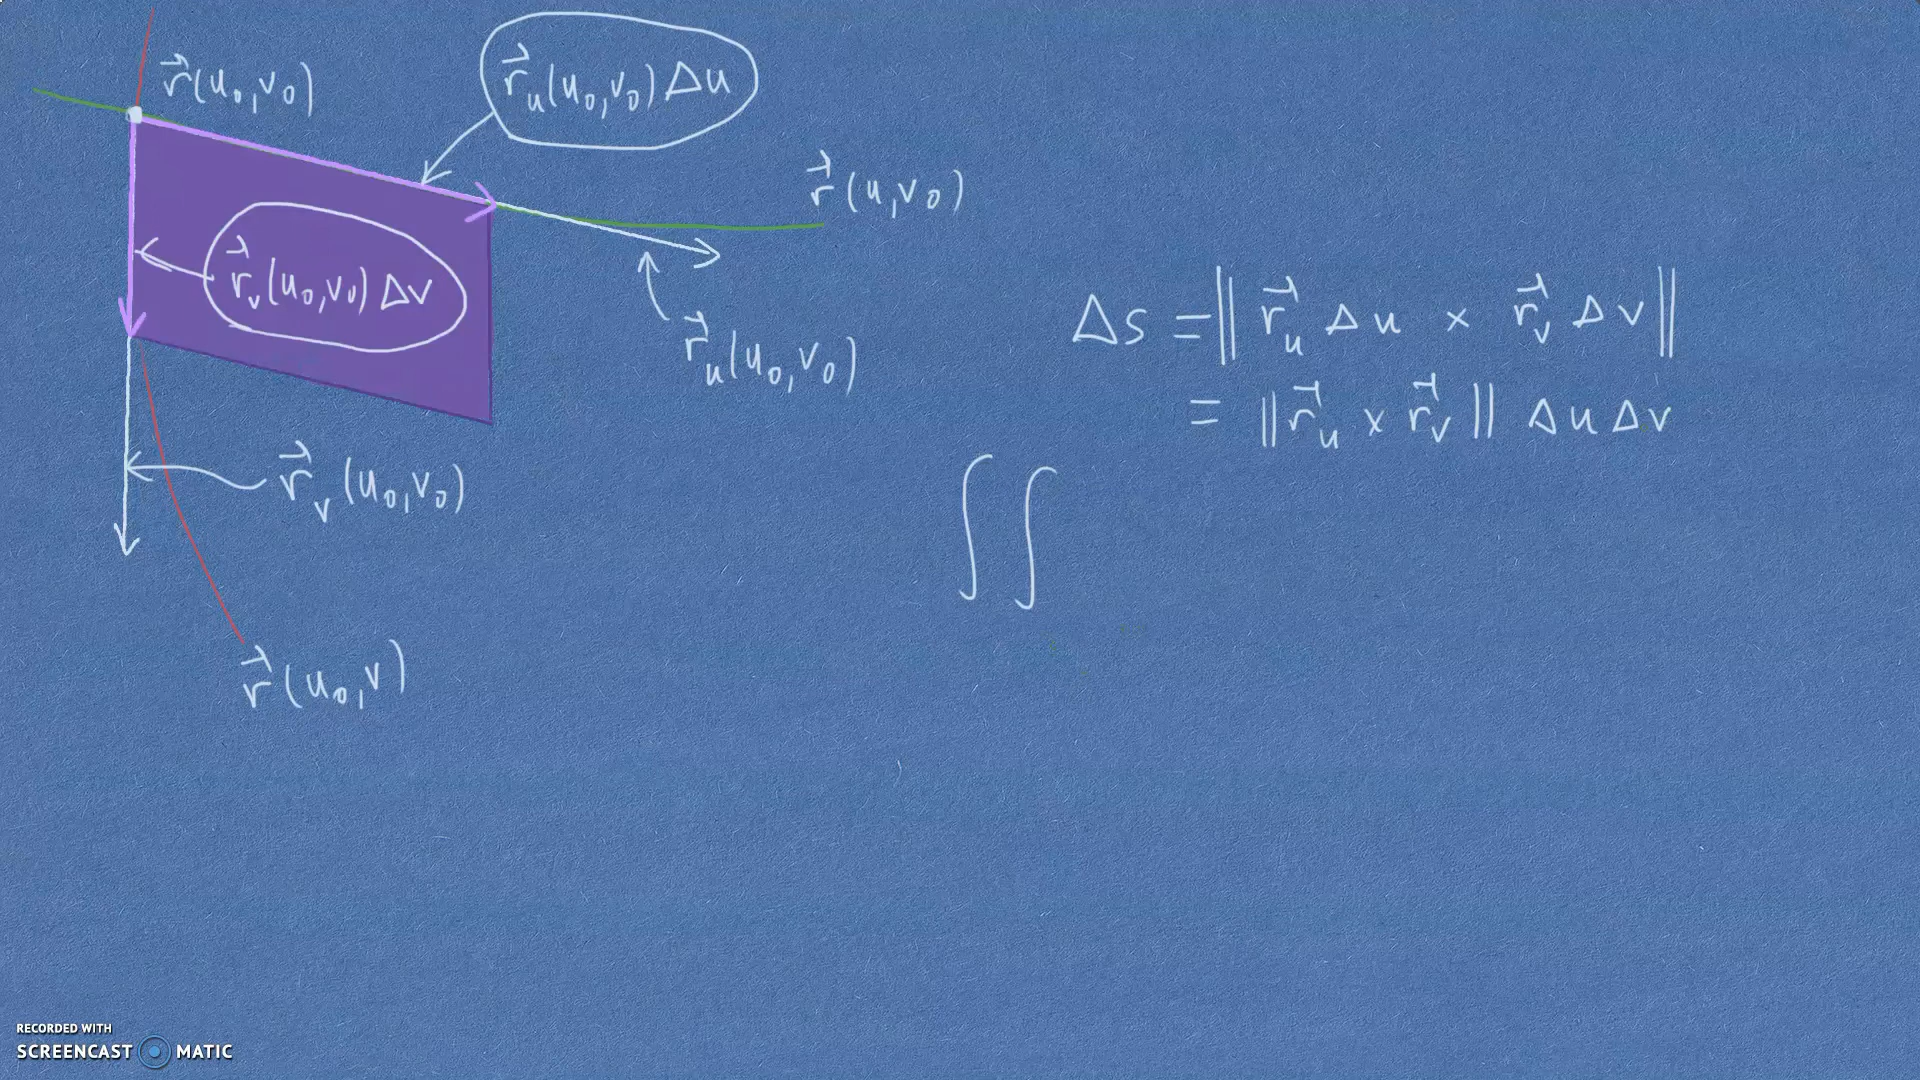 r⃗(u₀,v₀)
r⃗ᵤ(u₀,v₀)Δu
r⃗(u,v₀)
r⃗ᵥ(u₀,v₀)Δv
r⃗ᵤ(u₀,v₀)
Δs = ‖ r⃗ᵤ Δu × r⃗ᵥ Δv ‖
= ‖ r⃗ᵤ × r⃗ᵥ ‖ Δu Δv
r⃗ᵥ(u₀,v₀)
∫∫
r⃗(u₀,v)
RECORDED WITH
SCREENCAST MATIC